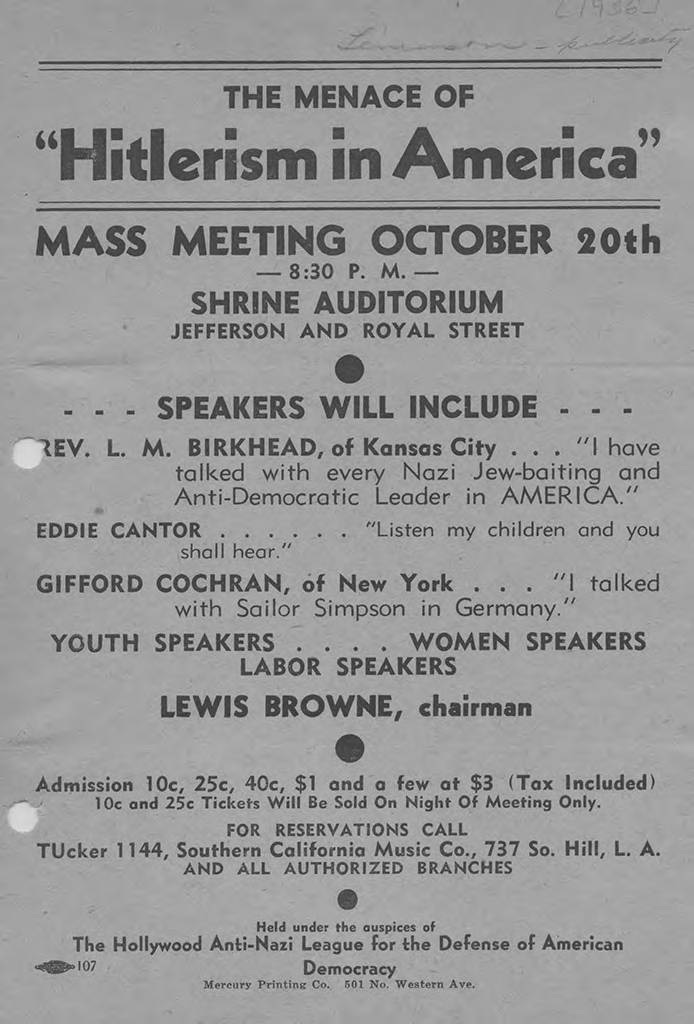 [1936]
- publicity
THE MENACE OF
“Hitlerism in America”
MASS MEETING OCTOBER 20th
— 8:30 P. M. —
SHRINE AUDITORIUM
JEFFERSON AND ROYAL STREET
- - - SPEAKERS WILL INCLUDE - - -
REV. L. M. BIRKHEAD, of Kansas City . . . "I have
talked with every Nazi Jew-baiting and
Anti-Democratic Leader in AMERICA."
EDDIE CANTOR . . . . . . "Listen my children and you
shall hear."
GIFFORD COCHRAN, of New York . . . "I talked
with Sailor Simpson in Germany."
YOUTH SPEAKERS . . . . WOMEN SPEAKERS
LABOR SPEAKERS
LEWIS BROWNE, chairman
Admission 10c, 25c, 40c, $1 and a few at $3 (Tax Included)
10c and 25c Tickets Will Be Sold On Night Of Meeting Only.
FOR RESERVATIONS CALL
TUcker 1144, Southern California Music Co., 737 So. Hill, L. A.
AND ALL AUTHORIZED BRANCHES
Held under the auspices of
The Hollywood Anti-Nazi League for the Defense of American
107 Democracy
Mercury Printing Co. 501 No. Western Ave.